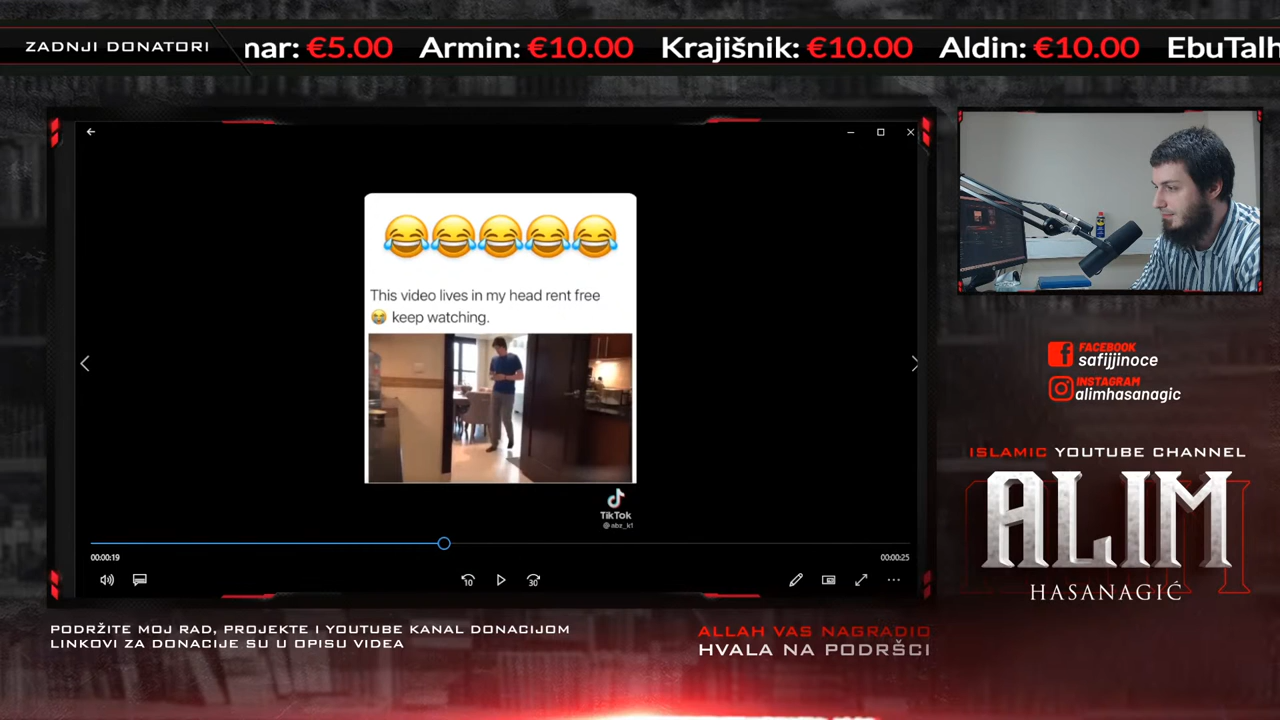 ZADNJI DONATORI
nar: €5.00 Armin: €10.00 Krajišnik: €10.00 Aldin: €10.00 EbuTalh
This video lives in my head rent free
😭 keep watching.
TikTok
@abz_k1
00:00:19
00:00:25
10
30
FACEBOOK
safijjinoce
INSTAGRAM
alimhasanagic
ISLAMIC YOUTUBE CHANNEL
ALIM
HASANAGIĆ
PODRŽITE MOJ RAD, PROJEKTE I YOUTUBE KANAL DONACIJOM
LINKOVI ZA DONACIJE SU U OPISU VIDEA
ALLAH VAS NAGRADIO
HVALA NA PODRŠCI